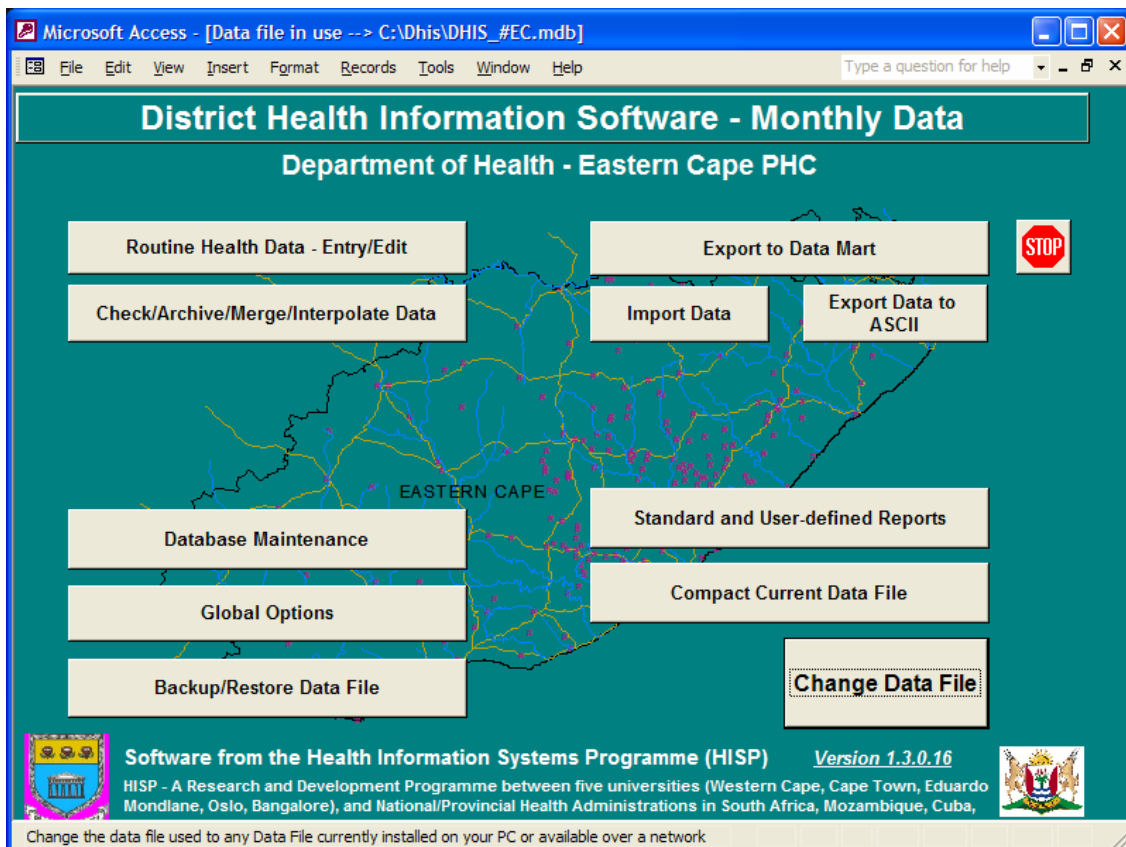 Microsoft Access - [Data file in use --> C:\Dhis\DHIS_#EC.mdb]
File Edit View Insert Format Records Tools Window Help Type a question for help
District Health Information Software - Monthly Data
Department of Health - Eastern Cape PHC
Routine Health Data - Entry/Edit
Export to Data Mart
STOP
Check/Archive/Merge/Interpolate Data
Import Data
Export Data to
ASCII
EASTERN CAPE
Standard and User-defined Reports
Database Maintenance
Compact Current Data File
Global Options
Change Data File
Backup/Restore Data File
Software from the Health Information Systems Programme (HISP) Version 1.3.0.16
HISP - A Research and Development Programme between five universities (Western Cape, Cape Town, Eduardo
Mondlane, Oslo, Bangalore), and National/Provincial Health Administrations in South Africa, Mozambique, Cuba,
Change the data file used to any Data File currently installed on your PC or available over a network